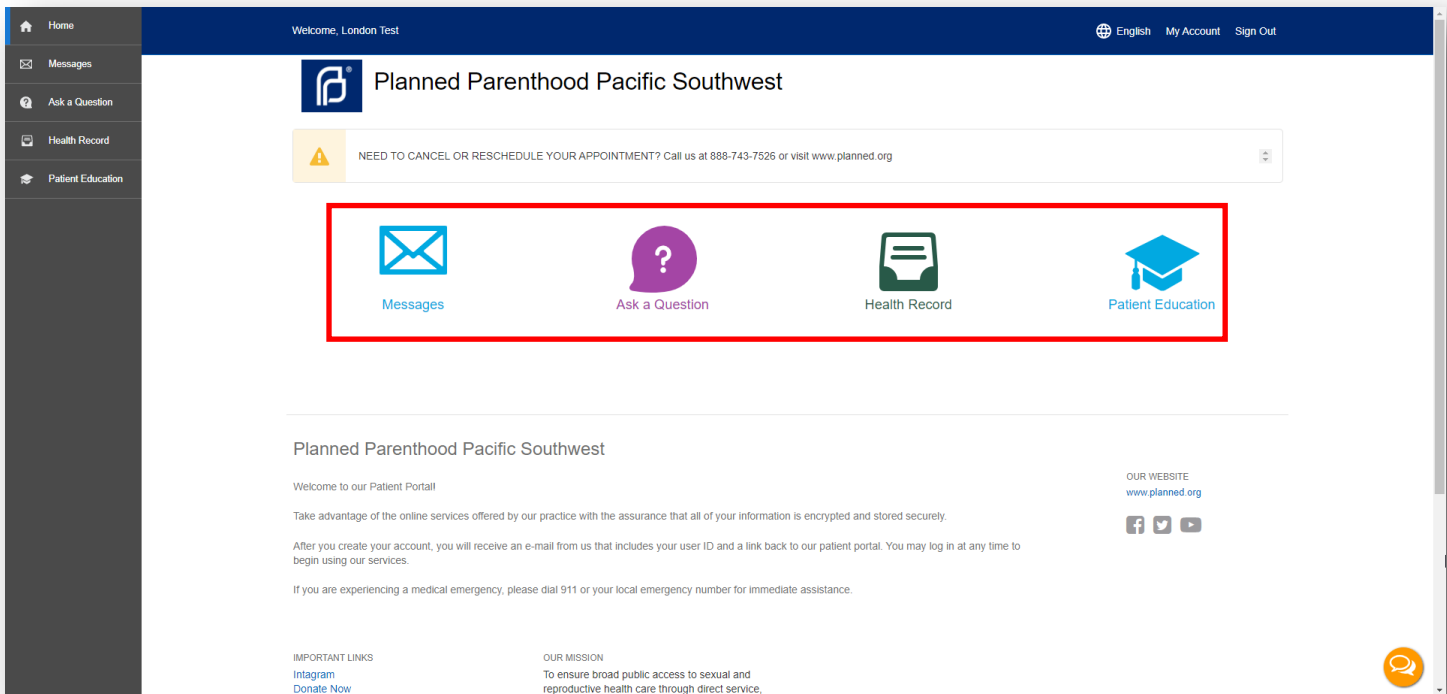 Home
Messages
Ask a Question
Health Record
Patient Education
Welcome, London Test
English My Account Sign Out
Planned Parenthood Pacific Southwest
NEED TO CANCEL OR RESCHEDULE YOUR APPOINTMENT? Call us at 888-743-7526 or visit www.planned.org
Messages
Ask a Question
Health Record
Patient Education
Planned Parenthood Pacific Southwest
Welcome to our Patient Portal!
Take advantage of the online services offered by our practice with the assurance that all of your information is encrypted and stored securely.
After you create your account, you will receive an e-mail from us that includes your user ID and a link back to our patient portal. You may log in at any time to
begin using our services.
If you are experiencing a medical emergency, please dial 911 or your local emergency number for immediate assistance.
OUR WEBSITE
www.planned.org
IMPORTANT LINKS
Intagram
Donate Now
OUR MISSION
To ensure broad public access to sexual and
reproductive health care through direct service,